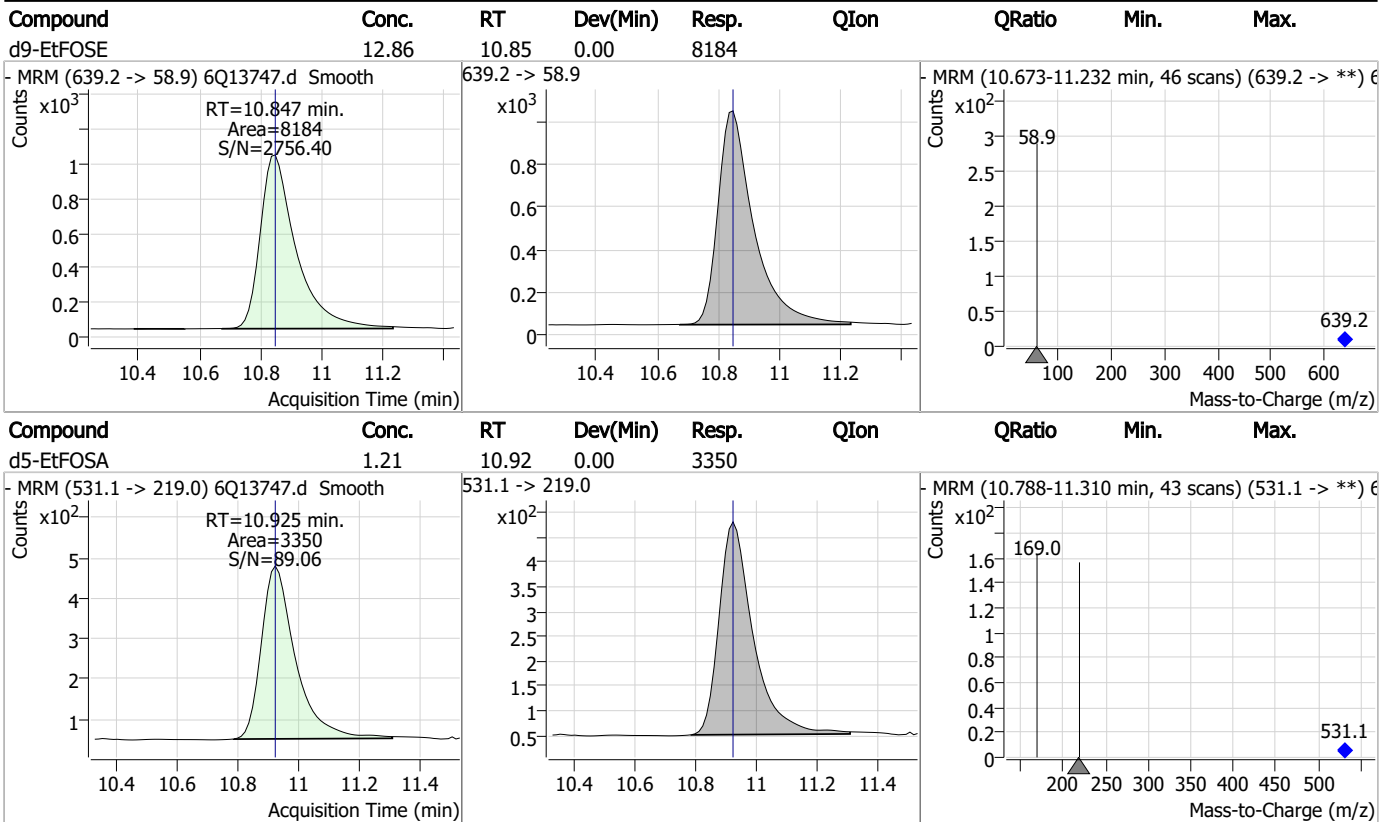 Compound Conc. RT Dev(Min) Resp. QIon QRatio Min. Max.
d9-EtFOSE 12.86 10.85 0.00 8184
- MRM (639.2 -> 58.9) 6Q13747.d Smooth
Counts
x10³
RT=10.847 min.
Area=8184
S/N=2756.40
1
0.8
0.6
0.4
0.2
0
10.4 10.6 10.8 11 11.2
Acquisition Time (min)
639.2 -> 58.9
x10³
0.8
0.6
0.4
0.2
0
10.4 10.6 10.8 11 11.2
- MRM (10.673-11.232 min, 46 scans) (639.2 -> **) 6
Counts
x10²
58.9
3
2.5
2
1.5
1
0.5
0
639.2
100 200 300 400 500 600
Mass-to-Charge (m/z)
Compound Conc. RT Dev(Min) Resp. QIon QRatio Min. Max.
d5-EtFOSA 1.21 10.92 0.00 3350
- MRM (531.1 -> 219.0) 6Q13747.d Smooth
Counts
x10²
RT=10.925 min.
Area=3350
S/N=89.06
5
4
3
2
1
10.4 10.6 10.8 11 11.2 11.4
Acquisition Time (min)
531.1 -> 219.0
x10²
4
3.5
3
2.5
2
1.5
1
0.5
10.4 10.6 10.8 11 11.2 11.4
- MRM (10.788-11.310 min, 43 scans) (531.1 -> **) 6
Counts
x10²
169.0
1.6
1.4
1.2
1
0.8
0.6
0.4
0.2
0
531.1
200 250 300 350 400 450 500
Mass-to-Charge (m/z)